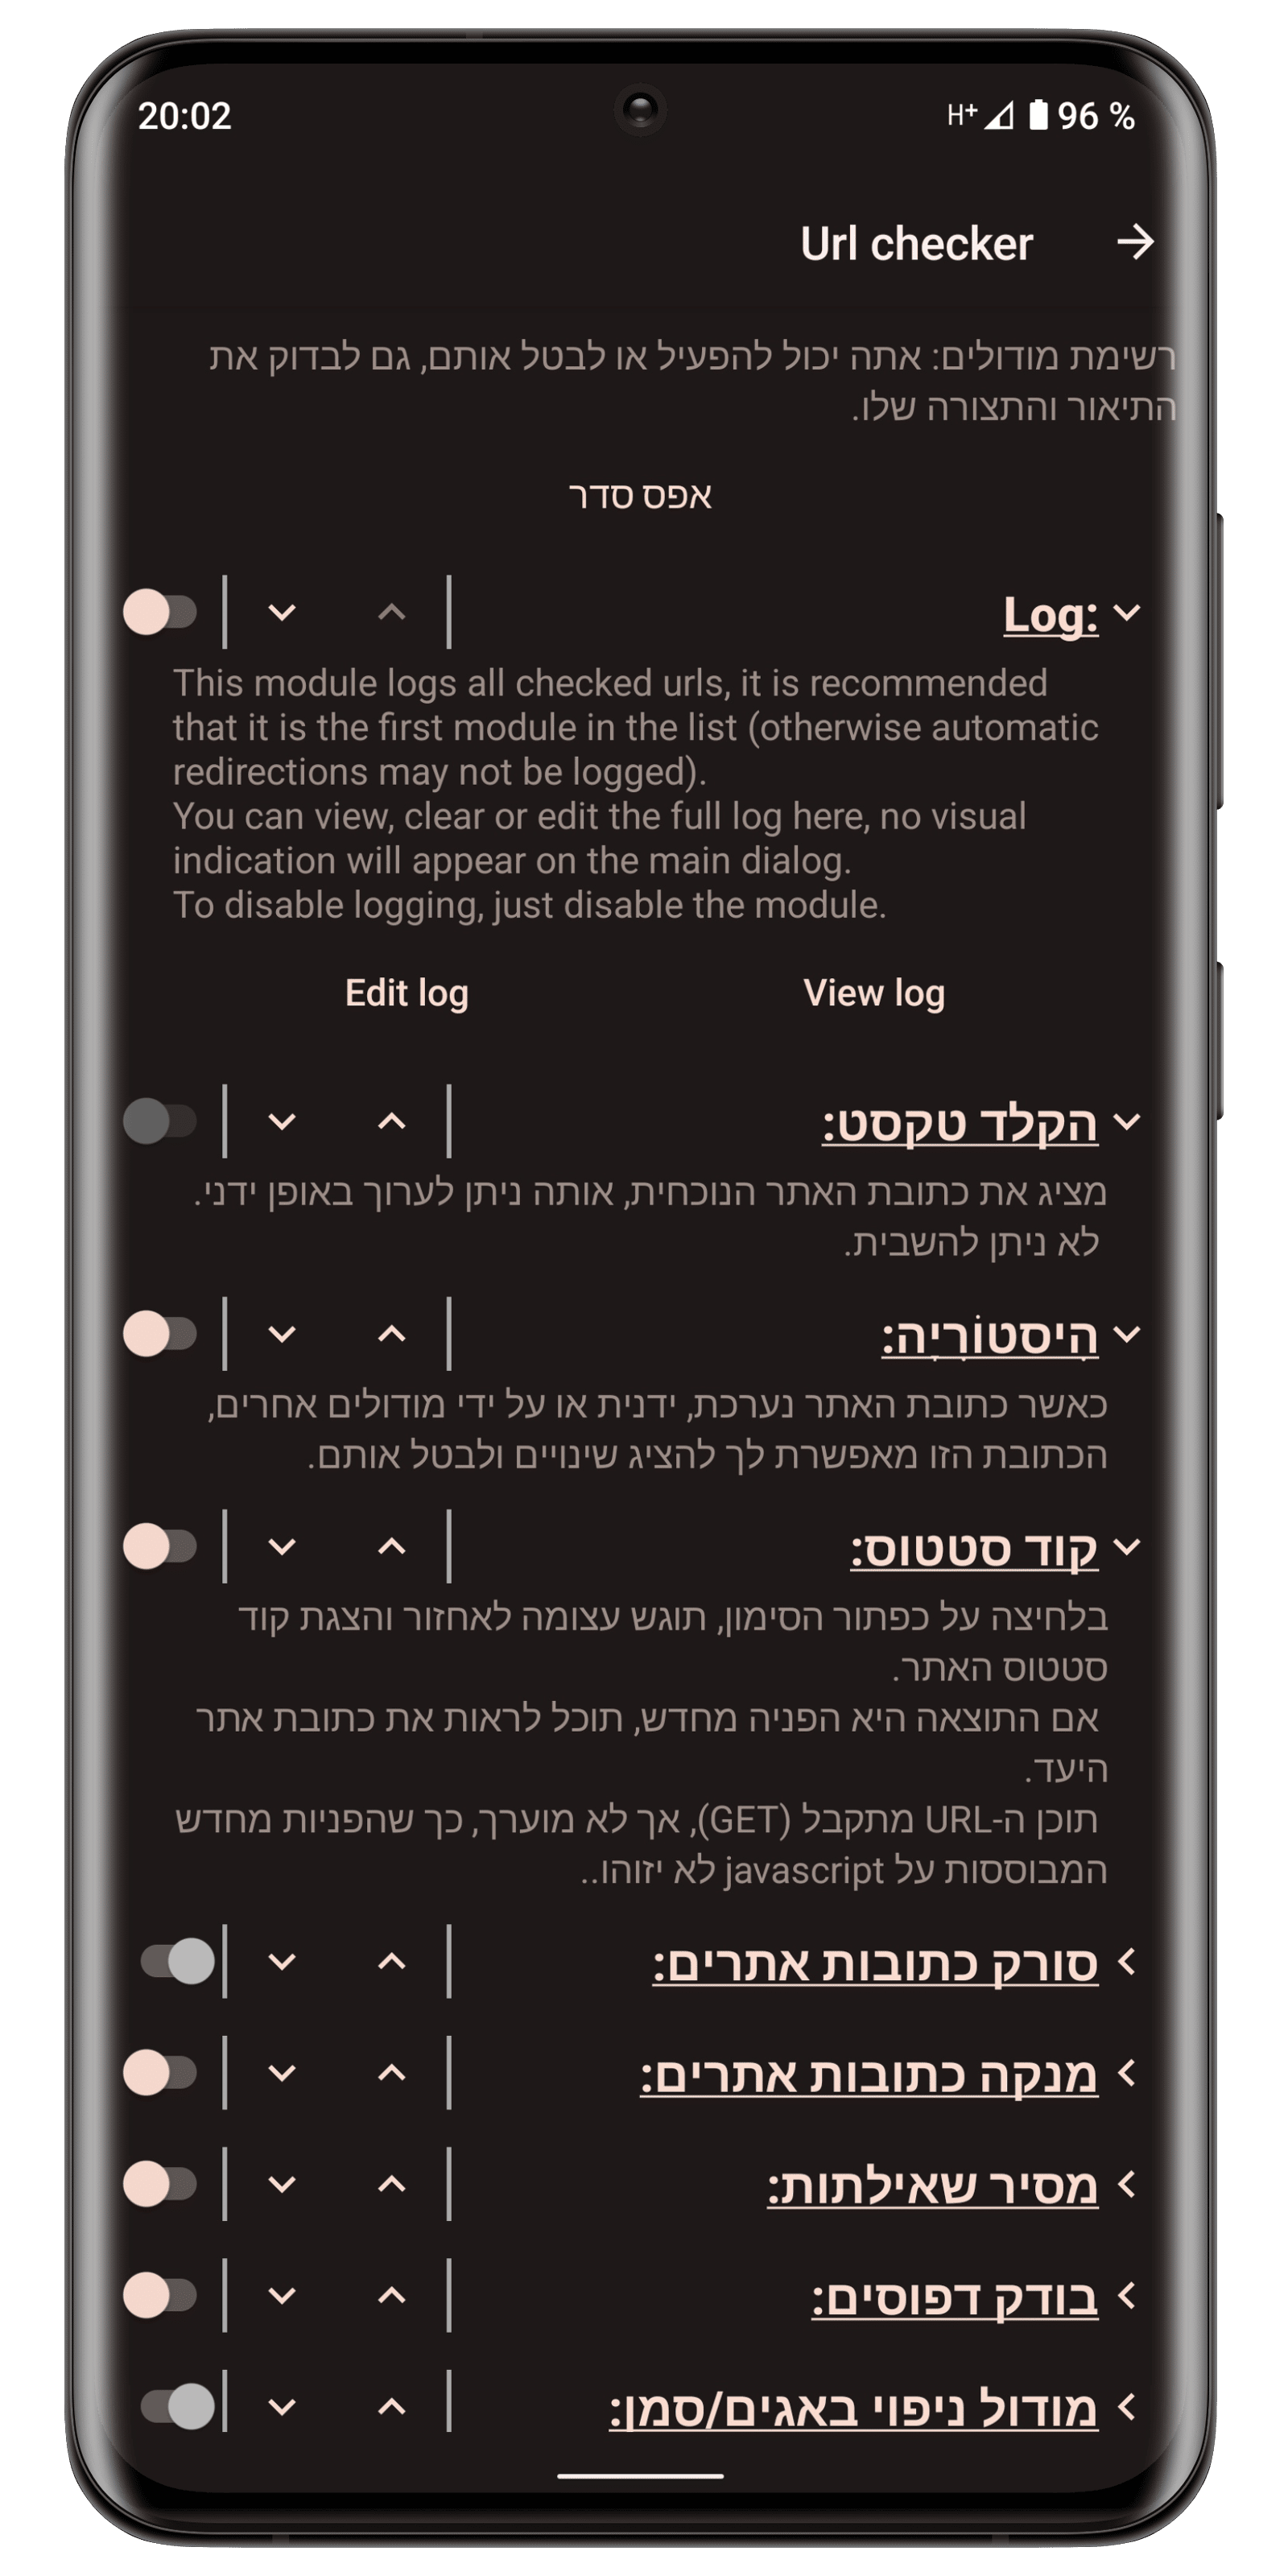 20:02
H+ 96 %
Url checker
רשימת מודולים: אתה יכול להפעיל או לבטל אותם, גם לבדוק את
התיאור והתצורה שלו.
אפס סדר
Log:
This module logs all checked urls, it is recommended
that it is the first module in the list (otherwise automatic
redirections may not be logged).
You can view, clear or edit the full log here, no visual
indication will appear on the main dialog.
To disable logging, just disable the module.
View log
Edit log
הקלד טקסט:
מציג את כתובת האתר הנוכחית, אותה ניתן לערוך באופן ידני.
לא ניתן להשבית.
הִיסטוֹרִיָה:
כאשר כתובת האתר נערכת, ידנית או על ידי מודולים אחרים,
הכתובת הזו מאפשרת לך להציג שינויים ולבטל אותם.
קוד סטטוס:
בלחיצה על כפתור הסימון, תוגש עצומה לאחזור והצגת קוד
סטטוס האתר.
אם התוצאה היא הפניה מחדש, תוכל לראות את כתובת אתר
היעד.
תוכן ה-URL מתקבל (GET), אך לא מוערך, כך שהפניות מחדש
המבוססות על javascript לא יזוהו..
סורק כתובות אתרים:
מנקה כתובות אתרים:
מסיר שאילתות:
בודק דפוסים:
מודול ניפוי באגים/סמן: